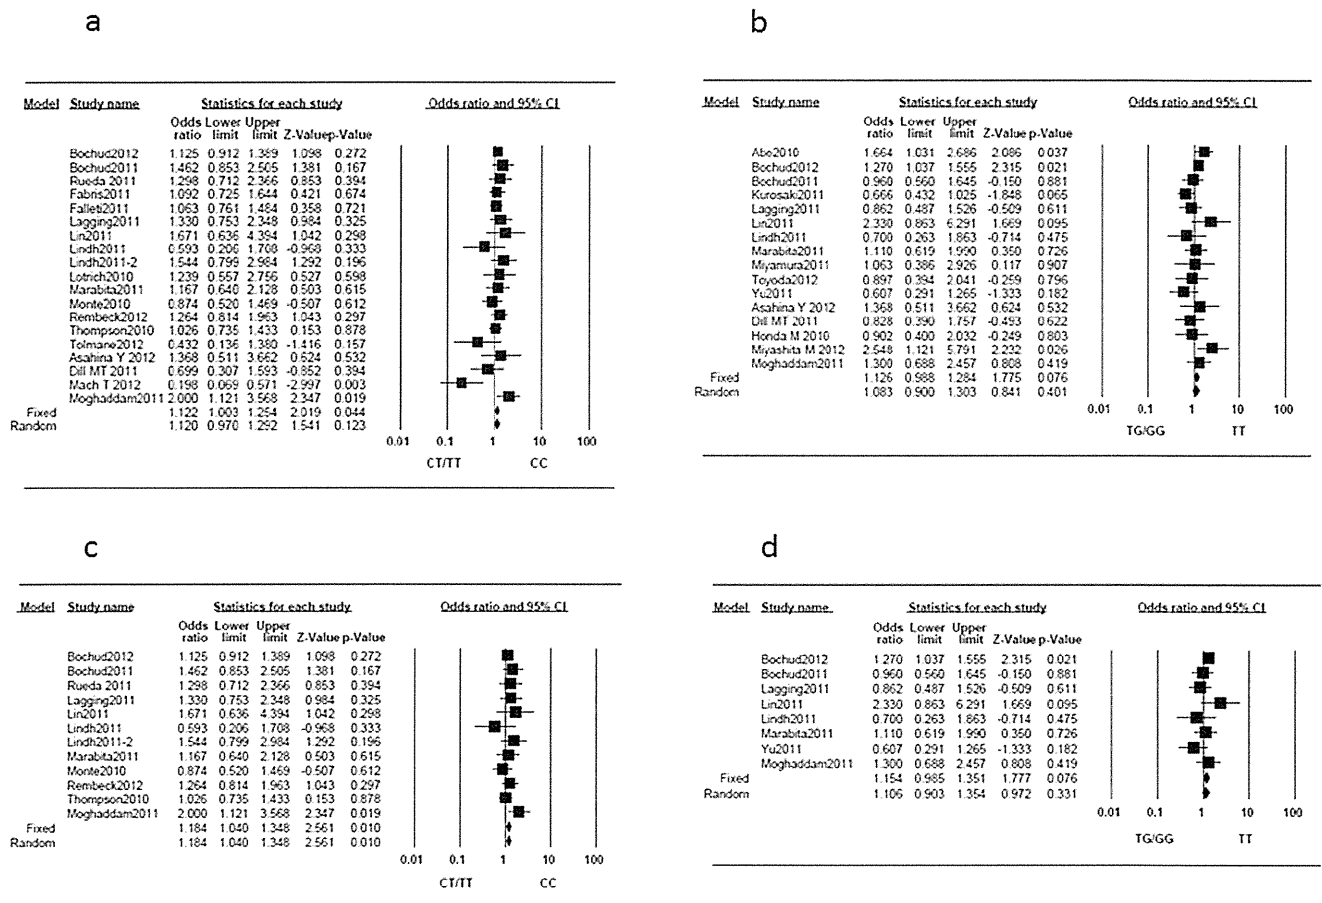 a
Model Study name Statistics for each study Odds ratio and 95% CI
Odds Lower Upper
ratio limit limit Z-Value p-Value
Bochud2012 1.125 0.912 1.389 1.098 0.272
Bochud2011 1.462 0.853 2.505 1.381 0.167
Rueda 2011 1.298 0.712 2.366 0.853 0.394
Fabris2011 1.092 0.725 1.644 0.421 0.674
Falleti2011 1.063 0.761 1.484 0.358 0.721
Lagging2011 1.330 0.753 2.348 0.984 0.325
Lin2011 1.671 0.636 4.394 1.042 0.298
Lindh2011 0.593 0.206 1.708 -0.968 0.333
Lindh2011-2 1.544 0.799 2.984 1.292 0.196
Lotrich2010 1.239 0.557 2.756 0.527 0.598
Marabita2011 1.167 0.640 2.128 0.503 0.615
Monte2010 0.874 0.520 1.469 -0.507 0.612
Rembeck2012 1.264 0.814 1.963 1.043 0.297
Thompson2010 1.026 0.735 1.433 0.153 0.878
Tolmane2012 0.432 0.136 1.380 -1.416 0.157
Asahina Y 2012 1.368 0.511 3.662 0.624 0.532
Dill MT 2011 0.699 0.307 1.593 -0.852 0.394
Mach T 2012 0.198 0.069 0.571 -2.997 0.003
Moghaddam2011 2.000 1.121 3.568 2.347 0.019
Fixed 1.122 1.003 1.254 2.019 0.044
Random 1.120 0.970 1.292 1.541 0.123
0.01 0.1 1 10 100
CT/TT CC
b
Model Study name Statistics for each study Odds ratio and 95% CI
Odds Lower Upper
ratio limit limit Z-Value p-Value
Abe2010 1.664 1.031 2.686 2.086 0.037
Bochud2012 1.270 1.037 1.555 2.315 0.021
Bochud2011 0.960 0.560 1.645 -0.150 0.881
Kurosaki2011 0.666 0.432 1.025 -1.848 0.065
Lagging2011 0.862 0.487 1.526 -0.509 0.611
Lin2011 2.330 0.863 6.291 1.669 0.095
Lindh2011 0.700 0.263 1.863 -0.714 0.475
Marabita2011 1.110 0.619 1.990 0.350 0.726
Miyamura2011 1.063 0.386 2.926 0.117 0.907
Toyoda2012 0.897 0.394 2.041 -0.259 0.796
Yu2011 0.607 0.291 1.265 -1.333 0.182
Asahina Y 2012 1.368 0.511 3.662 0.624 0.532
Dill MT 2011 0.828 0.390 1.757 -0.493 0.622
Honda M 2010 0.902 0.400 2.032 -0.249 0.803
Miyashita M 2012 2.548 1.121 5.791 2.232 0.026
Moghaddam2011 1.300 0.688 2.457 0.808 0.419
Fixed 1.126 0.988 1.284 1.775 0.076
Random 1.083 0.900 1.303 0.841 0.401
0.01 0.1 1 10 100
TG/GG TT
c
Model Study name Statistics for each study Odds ratio and 95% CI
Odds Lower Upper
ratio limit limit Z-Value p-Value
Bochud2012 1.125 0.912 1.389 1.098 0.272
Bochud2011 1.462 0.853 2.505 1.381 0.167
Rueda 2011 1.298 0.712 2.366 0.853 0.394
Lagging2011 1.330 0.753 2.348 0.984 0.325
Lin2011 1.671 0.636 4.394 1.042 0.298
Lindh2011 0.593 0.206 1.708 -0.968 0.333
Lindh2011-2 1.544 0.799 2.984 1.292 0.196
Marabita2011 1.167 0.640 2.128 0.503 0.615
Monte2010 0.874 0.520 1.469 -0.507 0.612
Rembeck2012 1.264 0.814 1.963 1.043 0.297
Thompson2010 1.026 0.735 1.433 0.153 0.878
Moghaddam2011 2.000 1.121 3.568 2.347 0.019
Fixed 1.184 1.040 1.348 2.561 0.010
Random 1.184 1.040 1.348 2.561 0.010
0.01 0.1 1 10 100
CT/TT CC
d
Model Study name Statistics for each study Odds ratio and 95% CI
Odds Lower Upper
ratio limit limit Z-Value p-Value
Bochud2012 1.270 1.037 1.555 2.315 0.021
Bochud2011 0.960 0.560 1.645 -0.150 0.881
Lagging2011 0.862 0.487 1.526 -0.509 0.611
Lin2011 2.330 0.863 6.291 1.669 0.095
Lindh2011 0.700 0.263 1.863 -0.714 0.475
Marabita2011 1.110 0.619 1.990 0.350 0.726
Yu2011 0.607 0.291 1.265 -1.333 0.182
Moghaddam2011 1.300 0.688 2.457 0.808 0.419
Fixed 1.154 0.985 1.351 1.777 0.076
Random 1.106 0.903 1.354 0.972 0.331
0.01 0.1 1 10 100
TG/GG TT